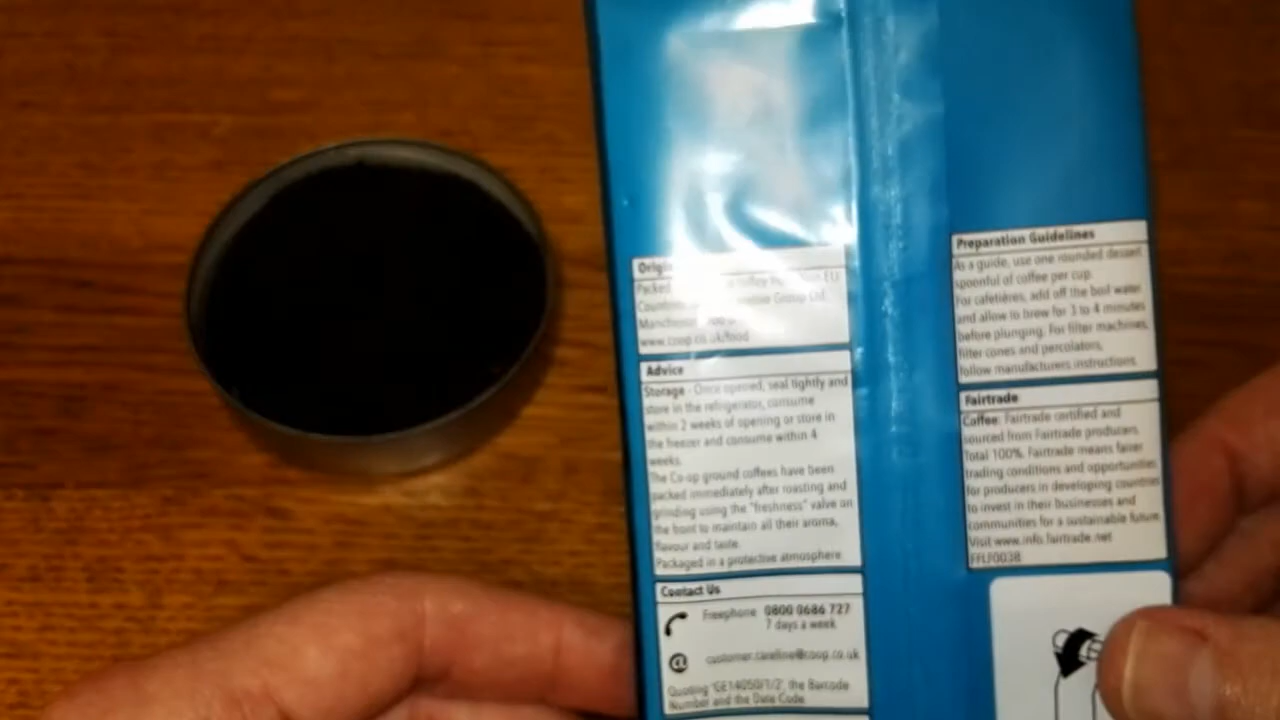 Origin
Packed coffee EU
Group Ltd.
www.coop.co.uk/food
Advice
Storage - Once opened, seal tightly and
store in the refrigerator, consume
within 2 weeks of opening or store in
the freezer and consume within 4
weeks.
The Co-op ground coffees have been
packed immediately after roasting and
grinding using the "freshness" valve on
the front to maintain all their aroma,
flavour and taste.
Packaged in a protective atmosphere
Contact Us
Freephone 0800 0686 727
7 days a week
@ customer.careline@coop.co.uk
Quoting 'GE14050/1/2', the Barcode
Number and the Date Code
Preparation Guidelines
As a guide, use one rounded dessert
spoonful of coffee per cup.
For cafetières, add off the boil water
and allow to brew for 3 to 4 minutes
before plunging. For filter machines,
filter cones and percolators,
follow manufacturers instructions.
Fairtrade
Coffee: Fairtrade certified and
sourced from Fairtrade producers.
Total 100%. Fairtrade means fairer
trading conditions and opportunities
for producers in developing countries
to invest in their businesses and
communities for a sustainable future.
Visit www.info.fairtrade.net